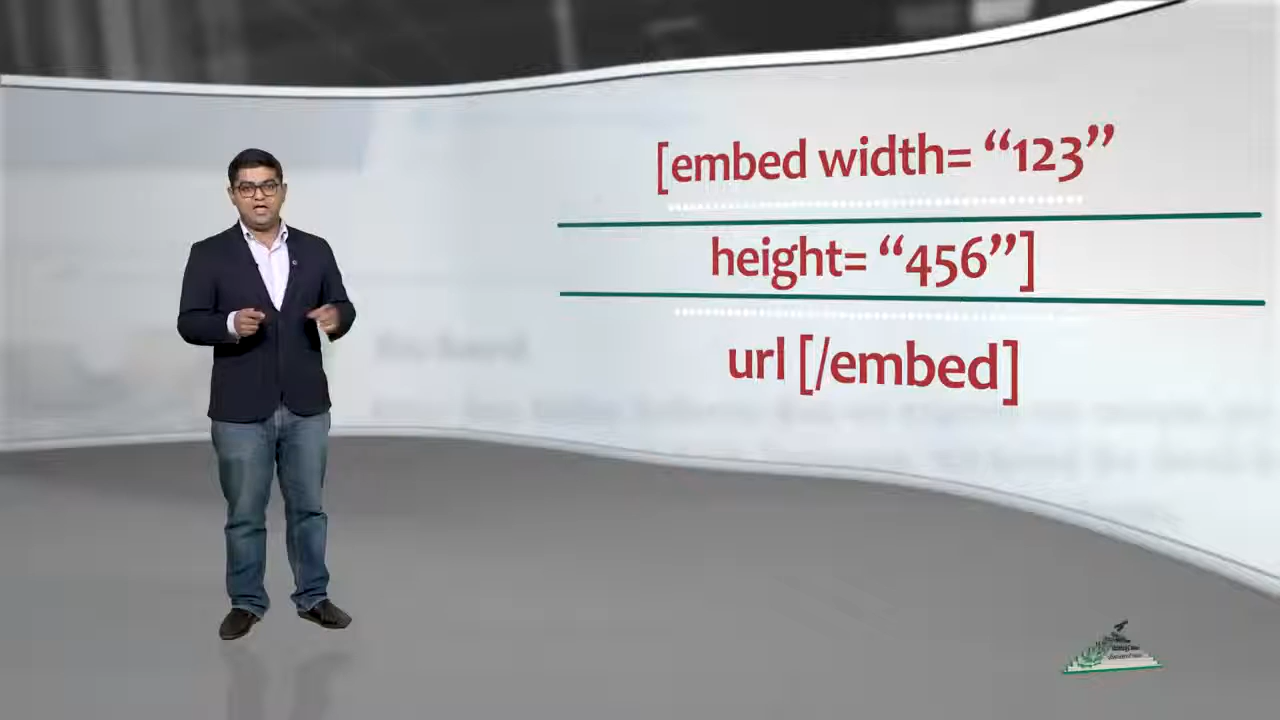 [embed width= “123”
height= “456”]
url [/embed]